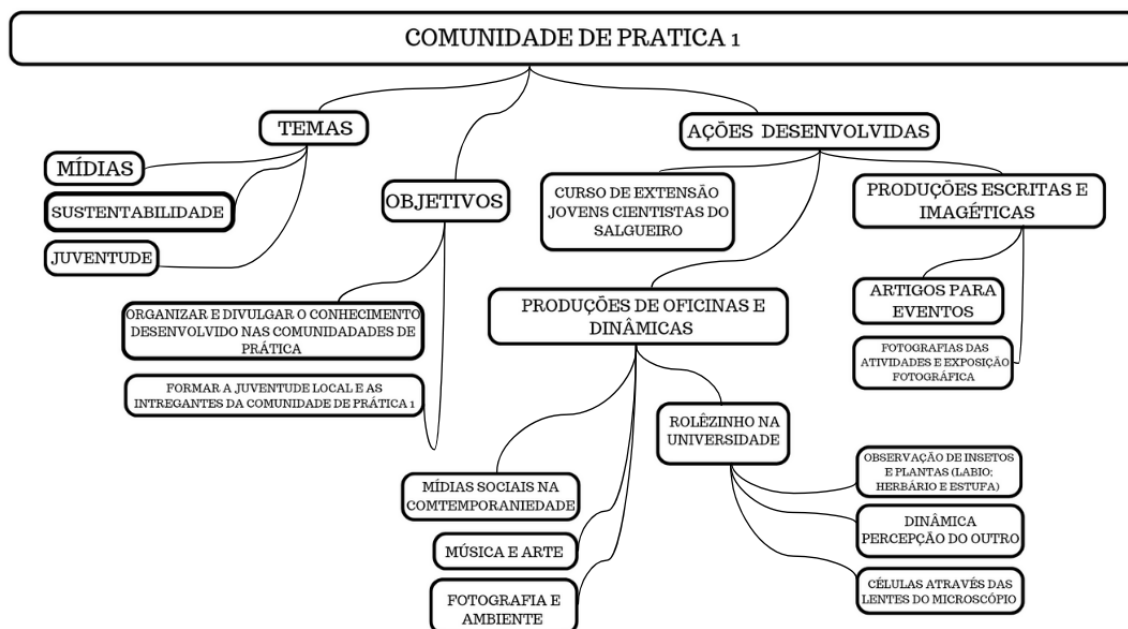 COMUNIDADE DE PRATICA 1
TEMAS
MÍDIAS
SUSTENTABILIDADE
JUVENTUDE
OBJETIVOS
ORGANIZAR E DIVULGAR O CONHECIMENTO
DESENVOLVIDO NAS COMUNIDADADES DE
PRÁTICA
FORMAR A JUVENTUDE LOCAL E AS
INTREGANTES DA COMUNIDADE DE PRÁTICA 1
AÇÕES DESENVOLVIDAS
CURSO DE EXTENSÃO
JOVENS CIENTISTAS DO
SALGUEIRO
PRODUÇÕES DE OFICINAS E
DINÂMICAS
MÍDIAS SOCIAIS NA
COMTEMPORANIEDADE
MÚSICA E ARTE
FOTOGRAFIA E
AMBIENTE
ROLÊZINHO NA
UNIVERSIDADE
OBSERVAÇÃO DE INSETOS
E PLANTAS (LABIO;
HERBÁRIO E ESTUFA)
DINÂMICA
PERCEPÇÃO DO OUTRO
CÉLULAS ATRAVÉS DAS
LENTES DO MICROSCÓPIO
PRODUÇÕES ESCRITAS E
IMAGÉTICAS
ARTIGOS PARA
EVENTOS
FOTOGRAFIAS DAS
ATIVIDADES E EXPOSIÇÃO
FOTOGRÁFICA